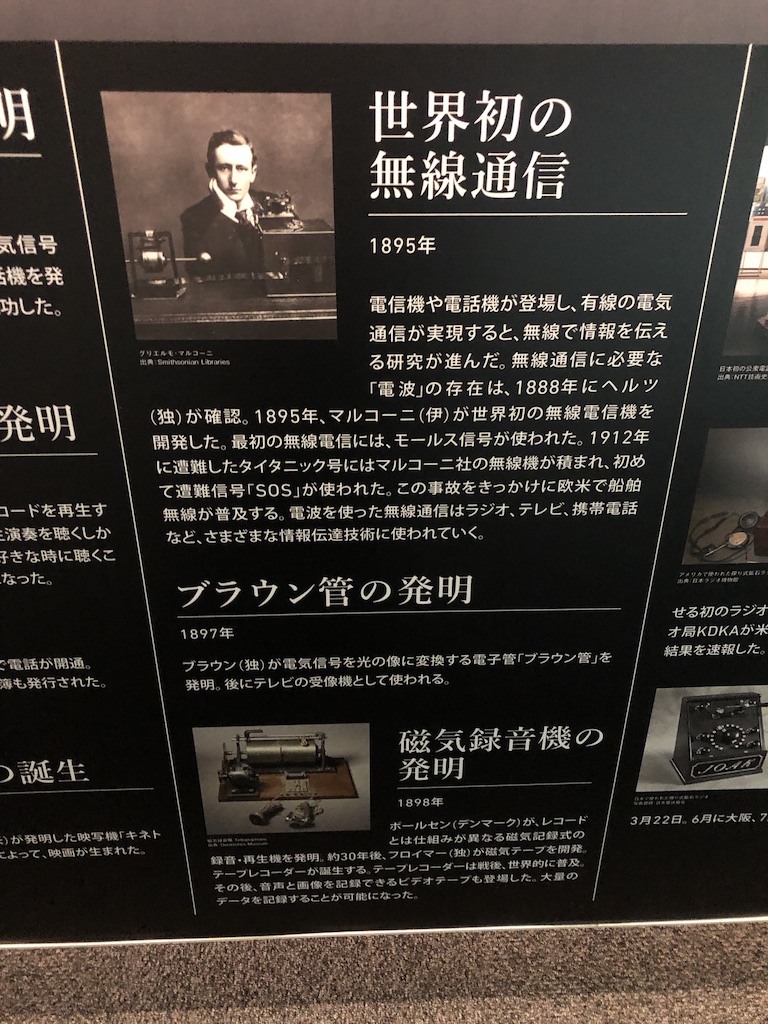 明
気信号
話機を発
功した。
発明
コードを再生す
演奏を聴くしか
好きな時に聴くこ
なった。
で電話が開通。
簿も発行された。
の誕生
)が発明した映写機「キネト
よって、映画が生まれた。
世界初の
無線通信
1895年
グリエルモ・マルコーニ
出典：Smithsonian Libraries
電信機や電話機が登場し、有線の電気
通信が実現すると、無線で情報を伝え
る研究が進んだ。無線通信に必要な
「電波」の存在は、1888年にヘルツ
（独）が確認。1895年、マルコーニ（伊）が世界初の無線電信機を
開発した。最初の無線電信には、モールス信号が使われた。1912年
に遭難したタイタニック号にはマルコーニ社の無線機が積まれ、初め
て遭難信号「SOS」が使われた。この事故をきっかけに欧米で船舶
無線が普及する。電波を使った無線通信はラジオ、テレビ、携帯電話
など、さまざまな情報伝達技術に使われていく。
ブラウン管の発明
1897年
ブラウン（独）が電気信号を光の像に変換する電子管「ブラウン管」を
発明。後にテレビの受像機として使われる。
磁気録音機の
発明
1898年
出典：Deutsches Museum
ポールセン（デンマーク）が、レコード
とは仕組みが異なる磁気記録式の
録音・再生機を発明。約30年後、フロイマー（独）が磁気テープを開発。
テープレコーダーが誕生する。テープレコーダーは戦後、世界的に普及。
その後、音声と画像を記録できるビデオテープも登場した。大量の
データを記録することが可能になった。
日本初の公衆電話
出典：NTT技術史
アメリカで使われた探り式鉱石ラジ
出典：日本ラジオ博物館
せる初のラジオ
オ局KDKAが米
結果を速報した。
JOAK
3月22日。6月に大阪、7